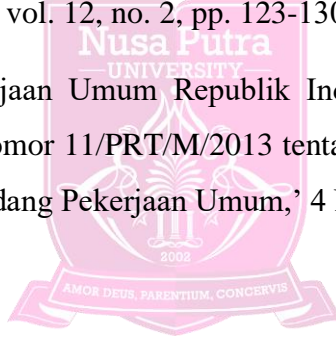 vol. 12, no. 2, pp. 123-130
Nusa Putra
UNIVERSITY
jaan Umum Republik Ind
omor 11/PRT/M/2013 tenta
dang Pekerjaan Umum,’ 4
2002
AMOR DEUS, PARENTIUM, CONCERVIS